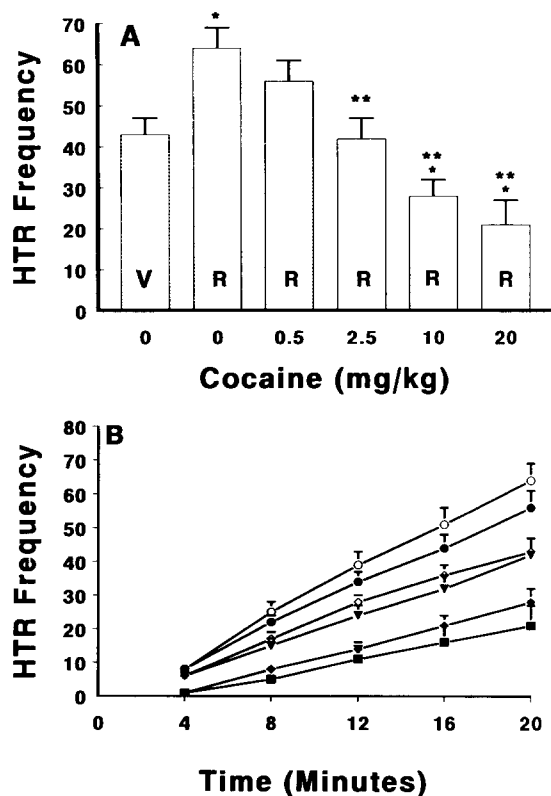 A
HTR Frequency
70
60
50
40
30
20
10
0
*
**
**
*
**
*
V R R R R R
0 0 0.5 2.5 10 20
Cocaine (mg/kg)
B
HTR Frequency
80
70
60
50
40
30
20
10
0
0 4 8 12 16 20
Time (Minutes)